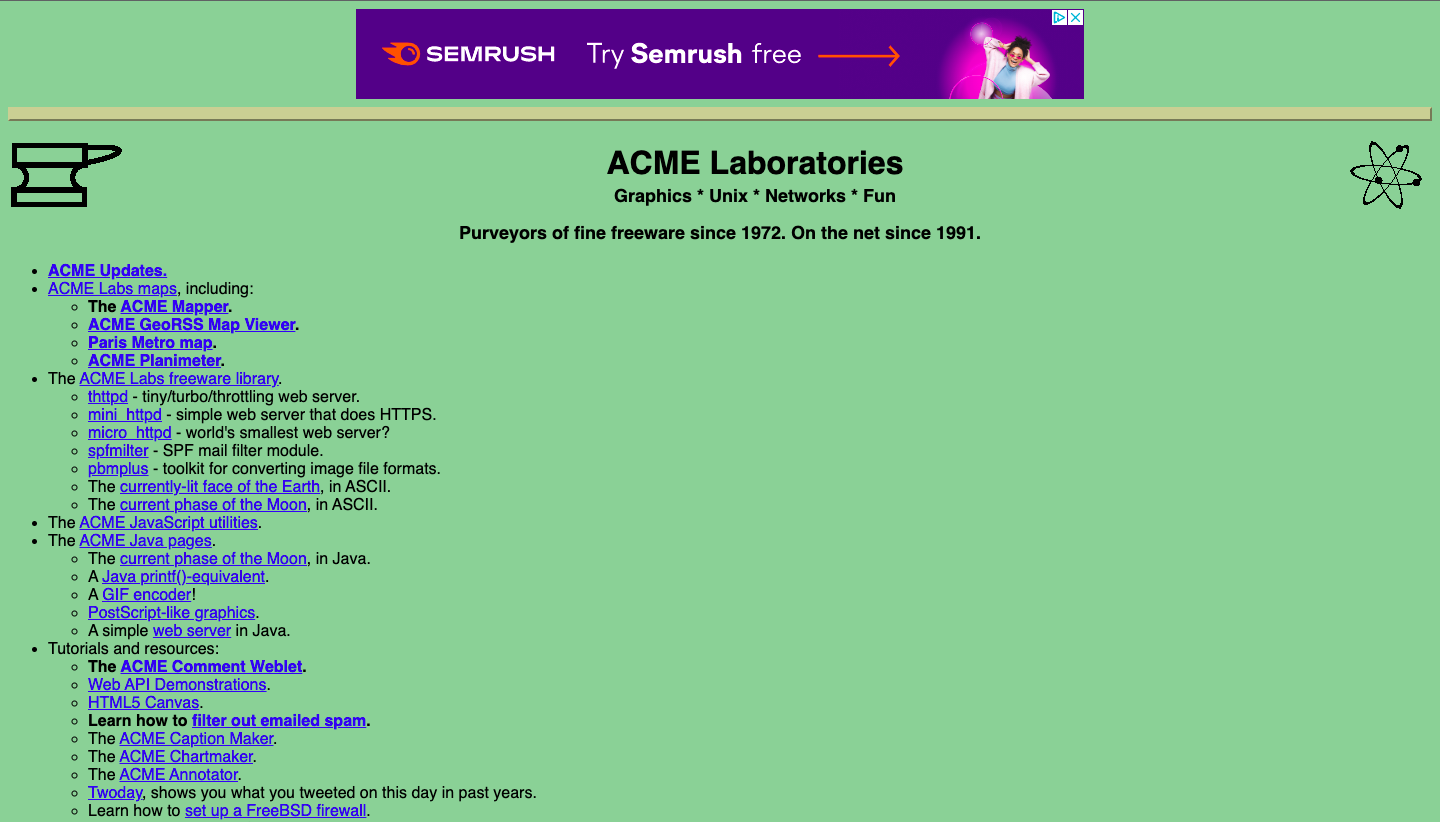 SEMRUSH Try Semrush free
ACME Laboratories
Graphics * Unix * Networks * Fun
Purveyors of fine freeware since 1972. On the net since 1991.
ACME Updates.
ACME Labs maps, including:
The ACME Mapper.
ACME GeoRSS Map Viewer.
Paris Metro map.
ACME Planimeter.
The ACME Labs freeware library.
thttpd - tiny/turbo/throttling web server.
mini_httpd - simple web server that does HTTPS.
micro_httpd - world's smallest web server?
spfmilter - SPF mail filter module.
pbmplus - toolkit for converting image file formats.
The currently-lit face of the Earth, in ASCII.
The current phase of the Moon, in ASCII.
The ACME JavaScript utilities.
The ACME Java pages.
The current phase of the Moon, in Java.
A Java printf()-equivalent.
A GIF encoder!
PostScript-like graphics.
A simple web server in Java.
Tutorials and resources:
The ACME Comment Weblet.
Web API Demonstrations.
HTML5 Canvas.
Learn how to filter out emailed spam.
The ACME Caption Maker.
The ACME Chartmaker.
The ACME Annotator.
Twoday, shows you what you tweeted on this day in past years.
Learn how to set up a FreeBSD firewall.